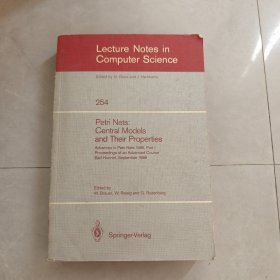 Lecture Notes in
Computer Science
Edited by G. Goos and J. Hartmanis
254
Petri Nets:
Central Models
and Their Properties
Advances in Petri Nets 1986, Part I
Proceedings of an Advanced Course
Bad Honnef, September 1986
Edited by
W. Brauer, W. Reisig and G. Rozenberg
Springer-Verlag